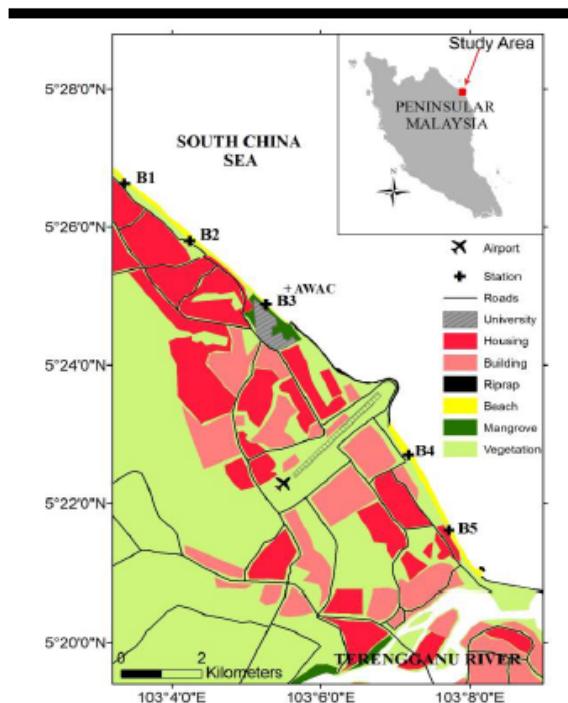 Study Area
PENINSULAR
MALAYSIA
N
5°28'0"N
SOUTH CHINA
SEA
B1
5°26'0"N
B2
B3
AWAC
5°24'0"N
B4
5°22'0"N
B5
5°20'0"N
Airport
Station
Roads
University
Housing
Building
Riprap
Beach
Mangrove
Vegetation
0 2
Kilometers
TERENGGANU RIVER
103°4'0"E
103°6'0"E
103°8'0"E